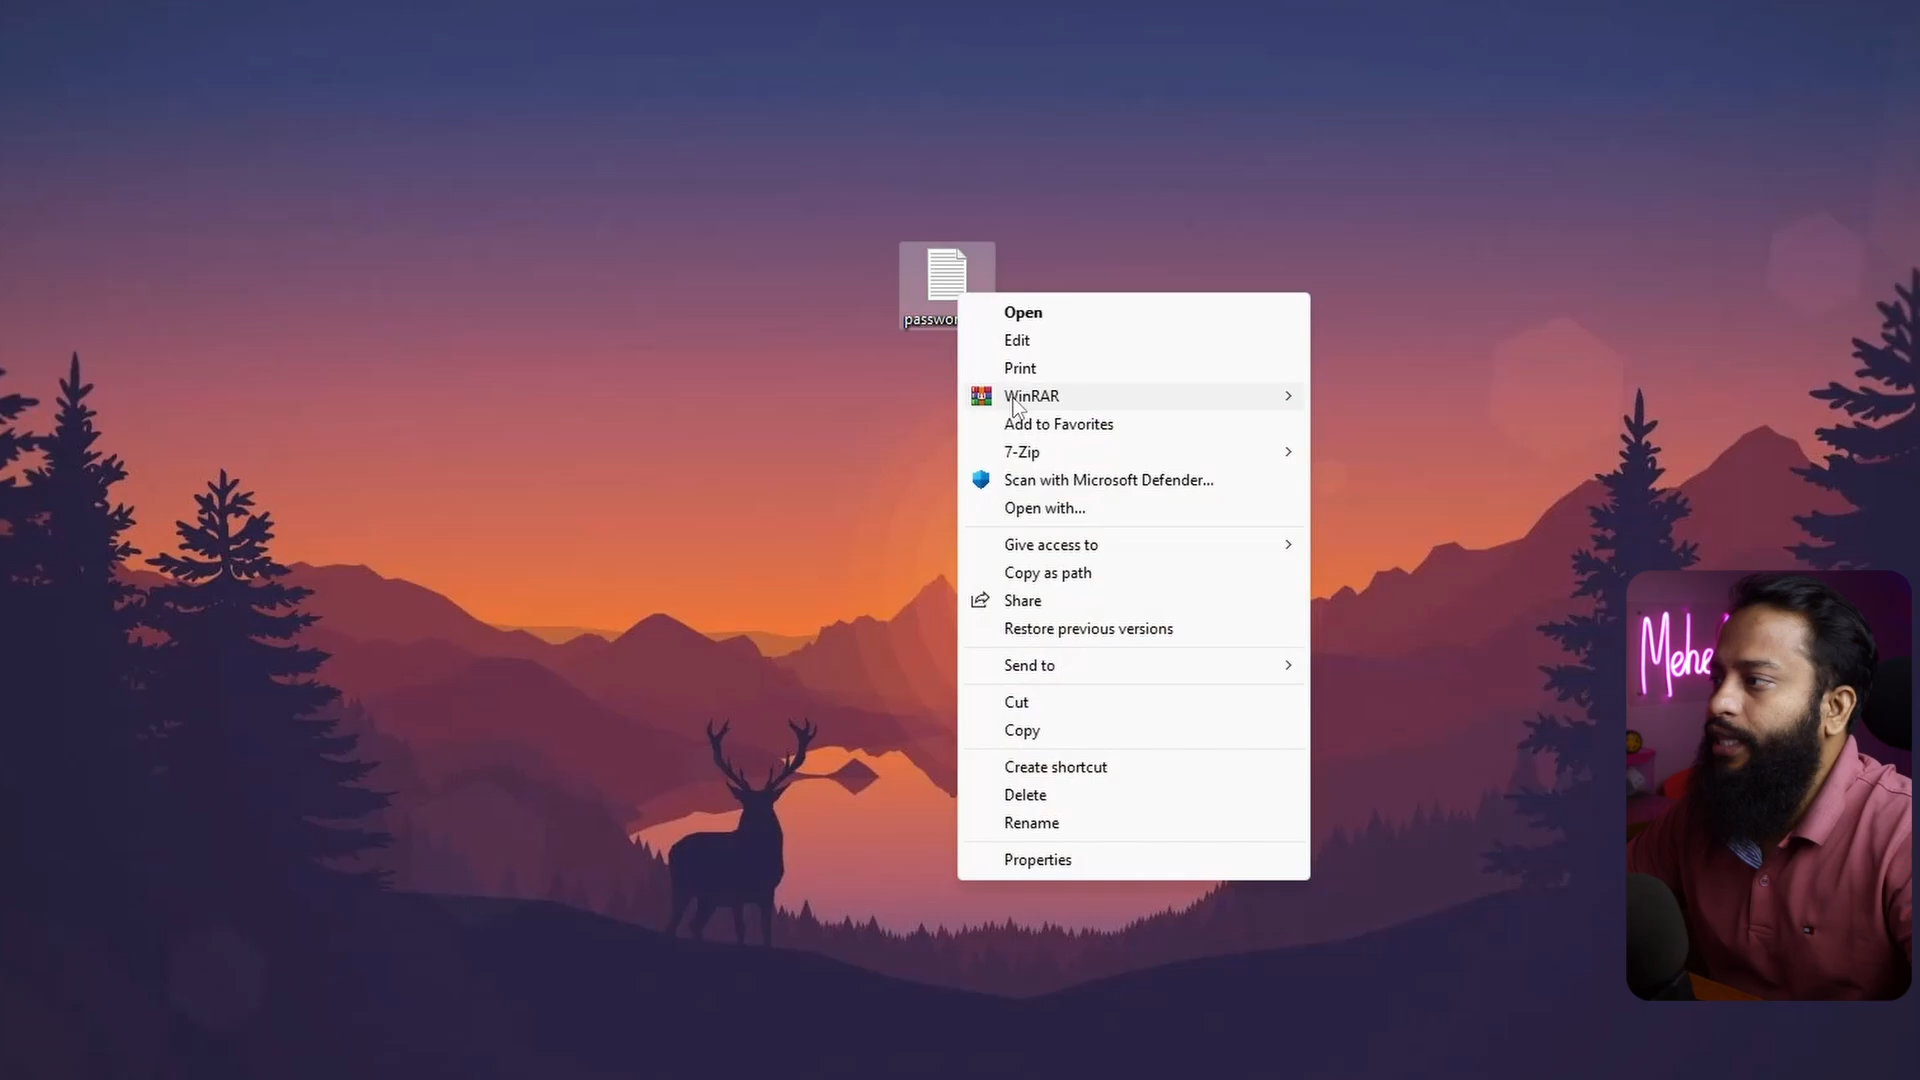 Open
Edit
Print
WinRAR
Add to Favorites
7-Zip
Scan with Microsoft Defender...
Open with...
Give access to
Copy as path
Share
Restore previous versions
Send to
Cut
Copy
Create shortcut
Delete
Rename
Properties